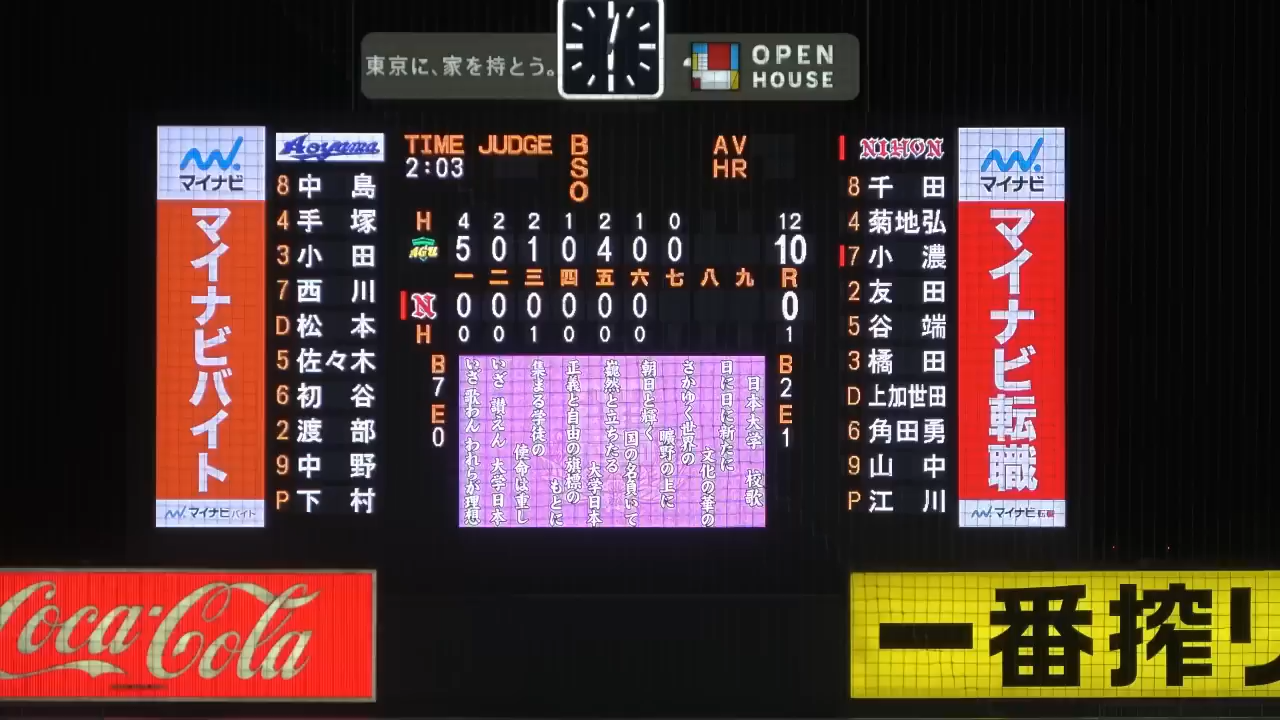 東京に、家を持とう。
OPEN
HOUSE
マイナビ
マイナビバイト
マイナビバイト
Aoyama
8 中島
4 手塚
3 小田
7 西川
D 松本
5 佐々木
6 初谷
2 渡部
9 中野
P 下村
TIME JUDGE B AV
2:03 S HR
O
H 4 2 2 1 2 1 0 12
AGU 5 0 1 0 4 0 0 10
一 二 三 四 五 六 七 八 九 R
N 0 0 0 0 0 0 0
H 0 0 1 0 0 0 1
B 7 E 0
日本大学 校歌
日に日に新たに 文化の華の
さかゆく世界の 曠野の上に
朝日と輝く 国の名負いて
巍然と立ちたる 大学日本
正義と自由の旗標の もとに
集まる学徒の 使命は重し
いざ讃えん 大学日本
いざ歌わん われらが理想
B 2 E 1
NIHON
8 千田
4 菊地弘
7 小濃
2 友田
5 谷端
3 橘田
D 上加世田
6 角田勇
9 山中
P 江川
マイナビ
マイナビ転職
マイナビ転職
Coca-Cola
一番搾り